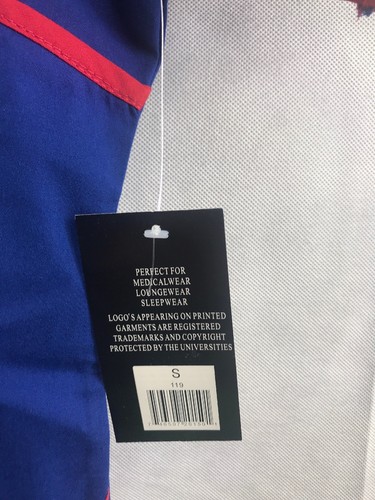 PERFECT FOR
MEDICALWEAR
LOUNGEWEAR
SLEEPWEAR
LOGO'S APPEARING ON PRINTED
GARMENTS ARE REGISTERED
TRADEMARKS AND COPYRIGHT
PROTECTED BY THE UNIVERSITIES
S
119